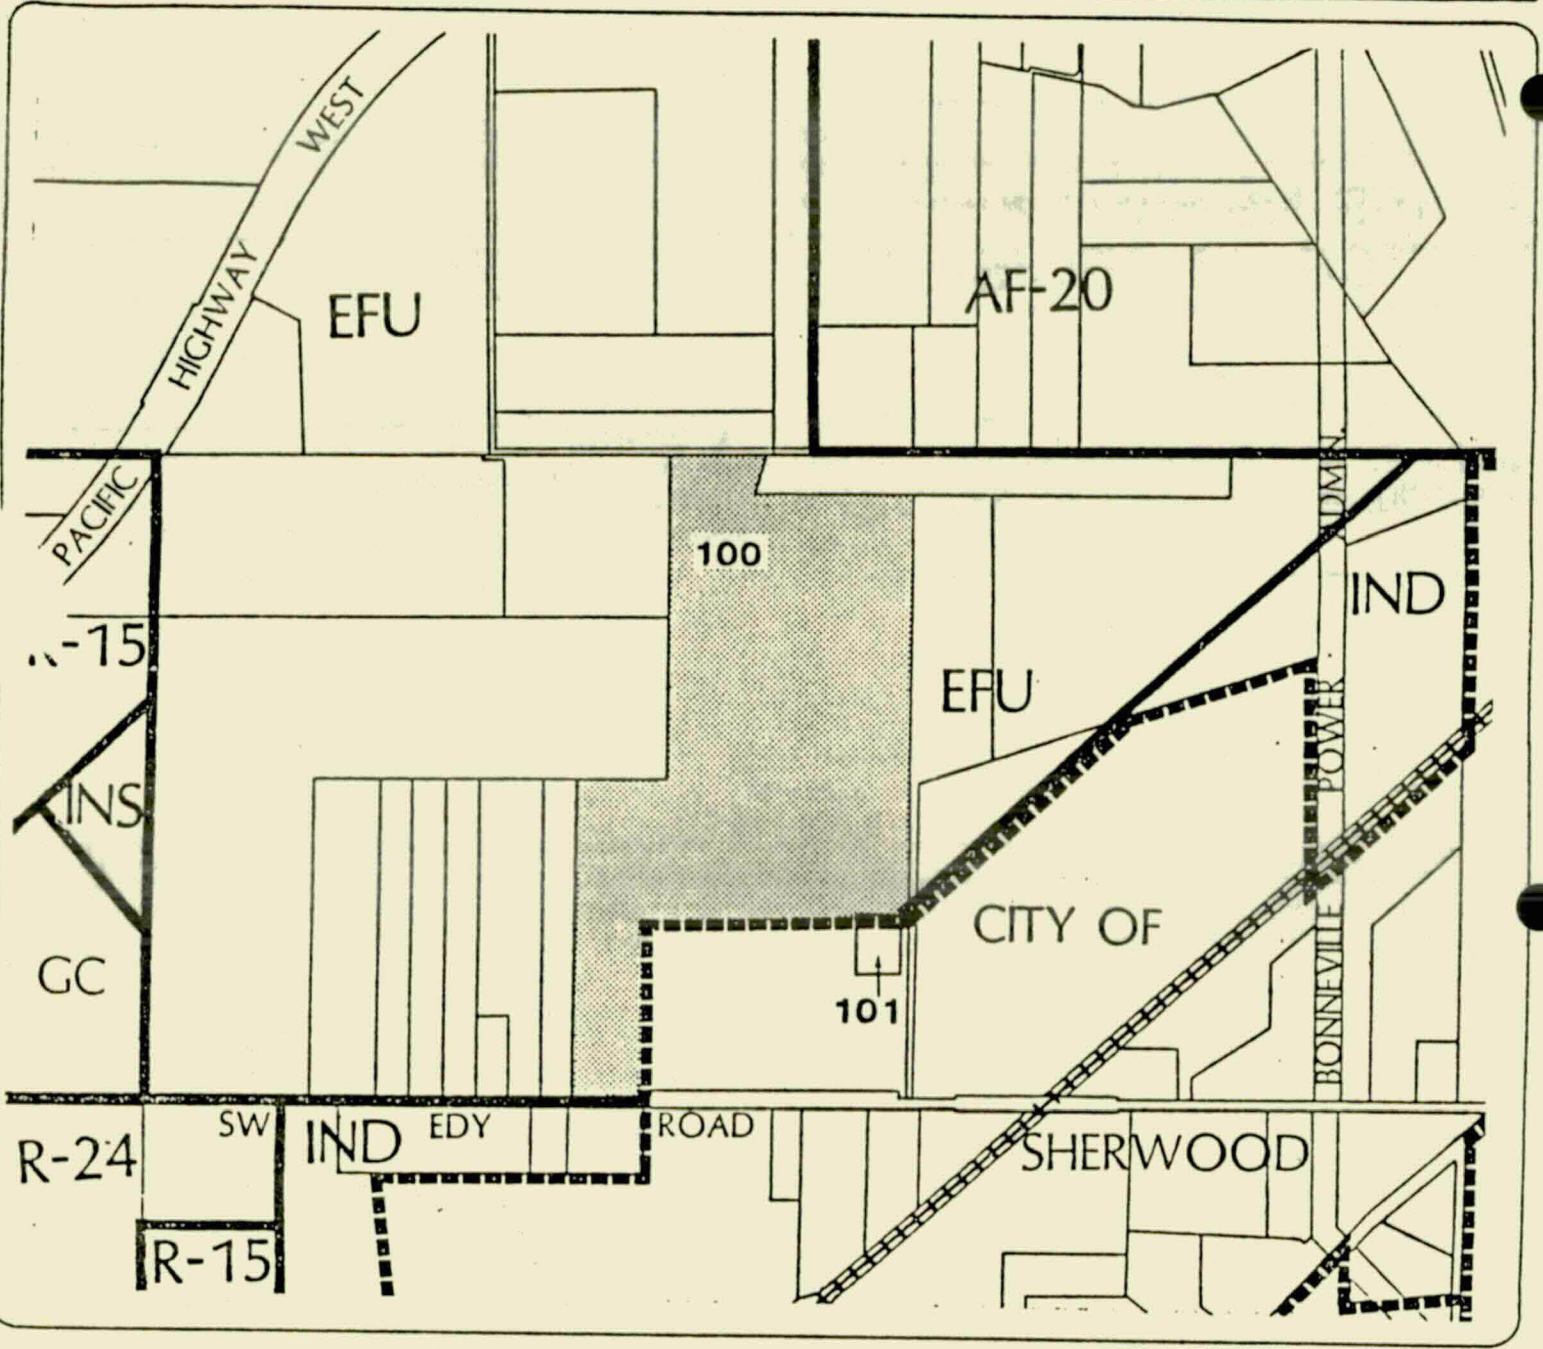 WEST
HIGHWAY
PACIFIC
EFU
AF-20
ADMN.
100
IND
-15
EFU
POWER
INS
CITY OF
GC
101
BONNEVILLE
SW
IND
EDY
ROAD
SHERWOOD
R-24
R-15